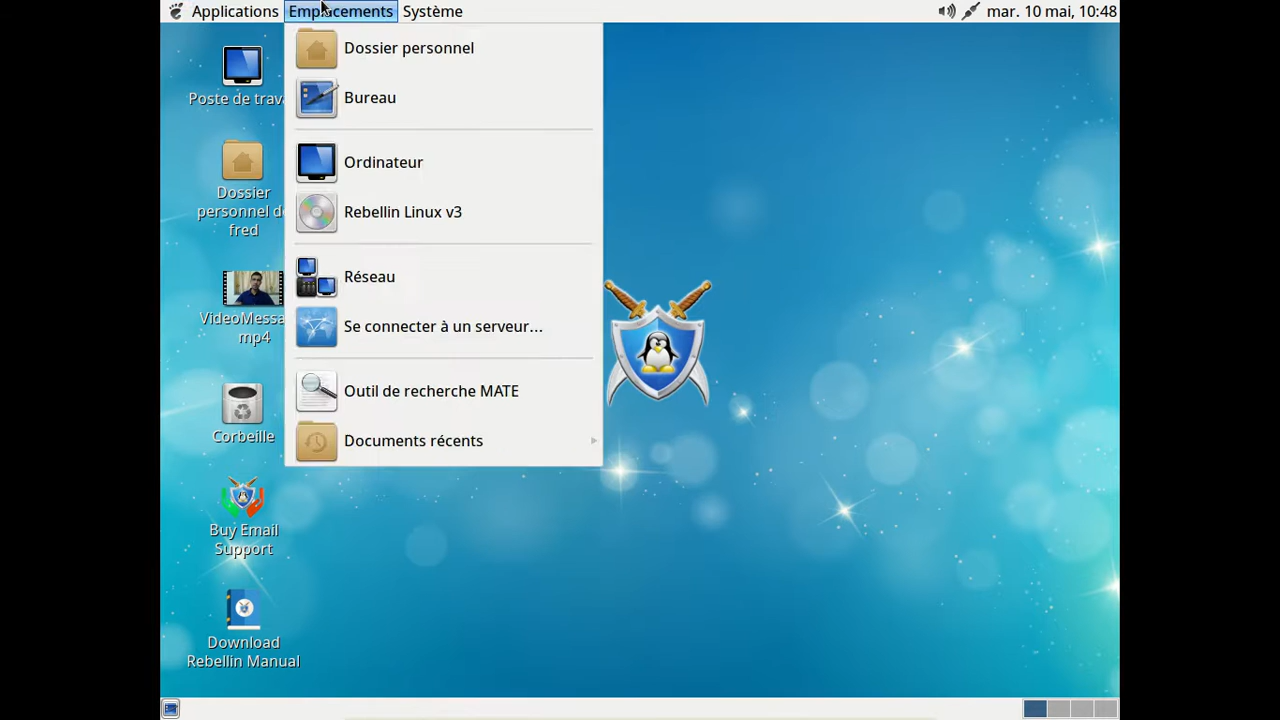 Applications Emplacements Système mar. 10 mai, 10:48
Dossier personnel
Bureau
Ordinateur
Rebellin Linux v3
Réseau
Se connecter à un serveur...
Outil de recherche MATE
Documents récents
Poste de trav
Dossier
personnel d
fred
VideoMessa
mp4
Corbeille
Buy Email
Support
Download
Rebellin Manual